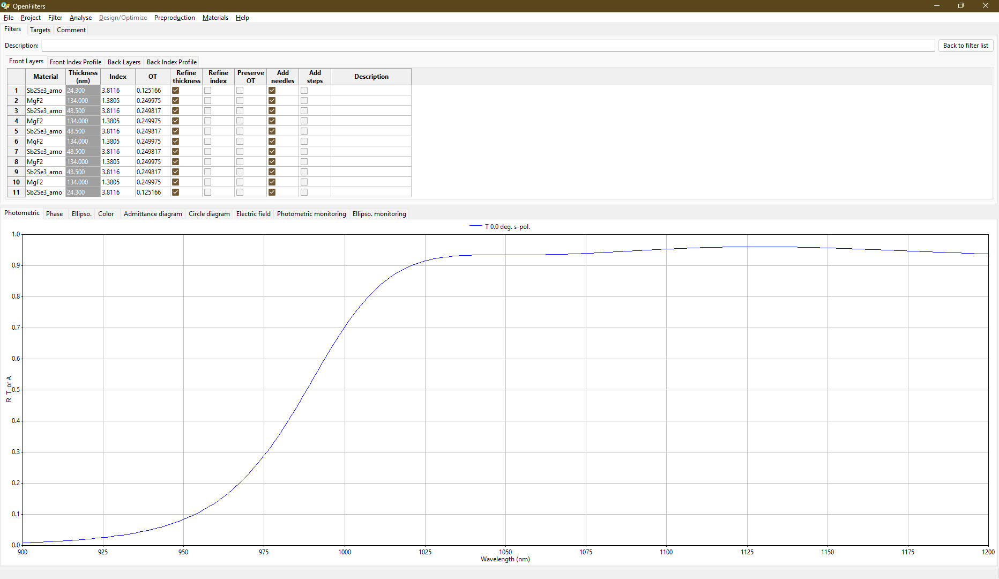 OpenFilters
File Project Filter Analyse Design/Optimize Preproduction Materials Help
Filters Targets Comment
Description: Back to filter list
Front Layers Front Index Profile Back Layers Back Index Profile
Material Thickness (nm) Index OT Refine thickness Refine index Preserve OT Add needles Add steps Description
1 Sb2Se3_amo 24.300 3.8116 0.125166
2 MgF2 134.000 1.3805 0.249975
3 Sb2Se3_amo 48.500 3.8116 0.249817
4 MgF2 134.000 1.3805 0.249975
5 Sb2Se3_amo 48.500 3.8116 0.249817
6 MgF2 134.000 1.3805 0.249975
7 Sb2Se3_amo 48.500 3.8116 0.249817
8 MgF2 134.000 1.3805 0.249975
9 Sb2Se3_amo 48.500 3.8116 0.249817
10 MgF2 134.000 1.3805 0.249975
11 Sb2Se3_amo 24.300 3.8116 0.125166
Photometric Phase Ellipso. Color Admittance diagram Circle diagram Electric field Photometric monitoring Ellipso. monitoring
T 0.0 deg. s-pol.
1.0
0.9
0.8
0.7
0.6
0.5
0.4
0.3
0.2
0.1
0.0
R, T, or A
900 925 950 975 1000 1025 1050 1075 1100 1125 1150 1175 1200
Wavelength (nm)